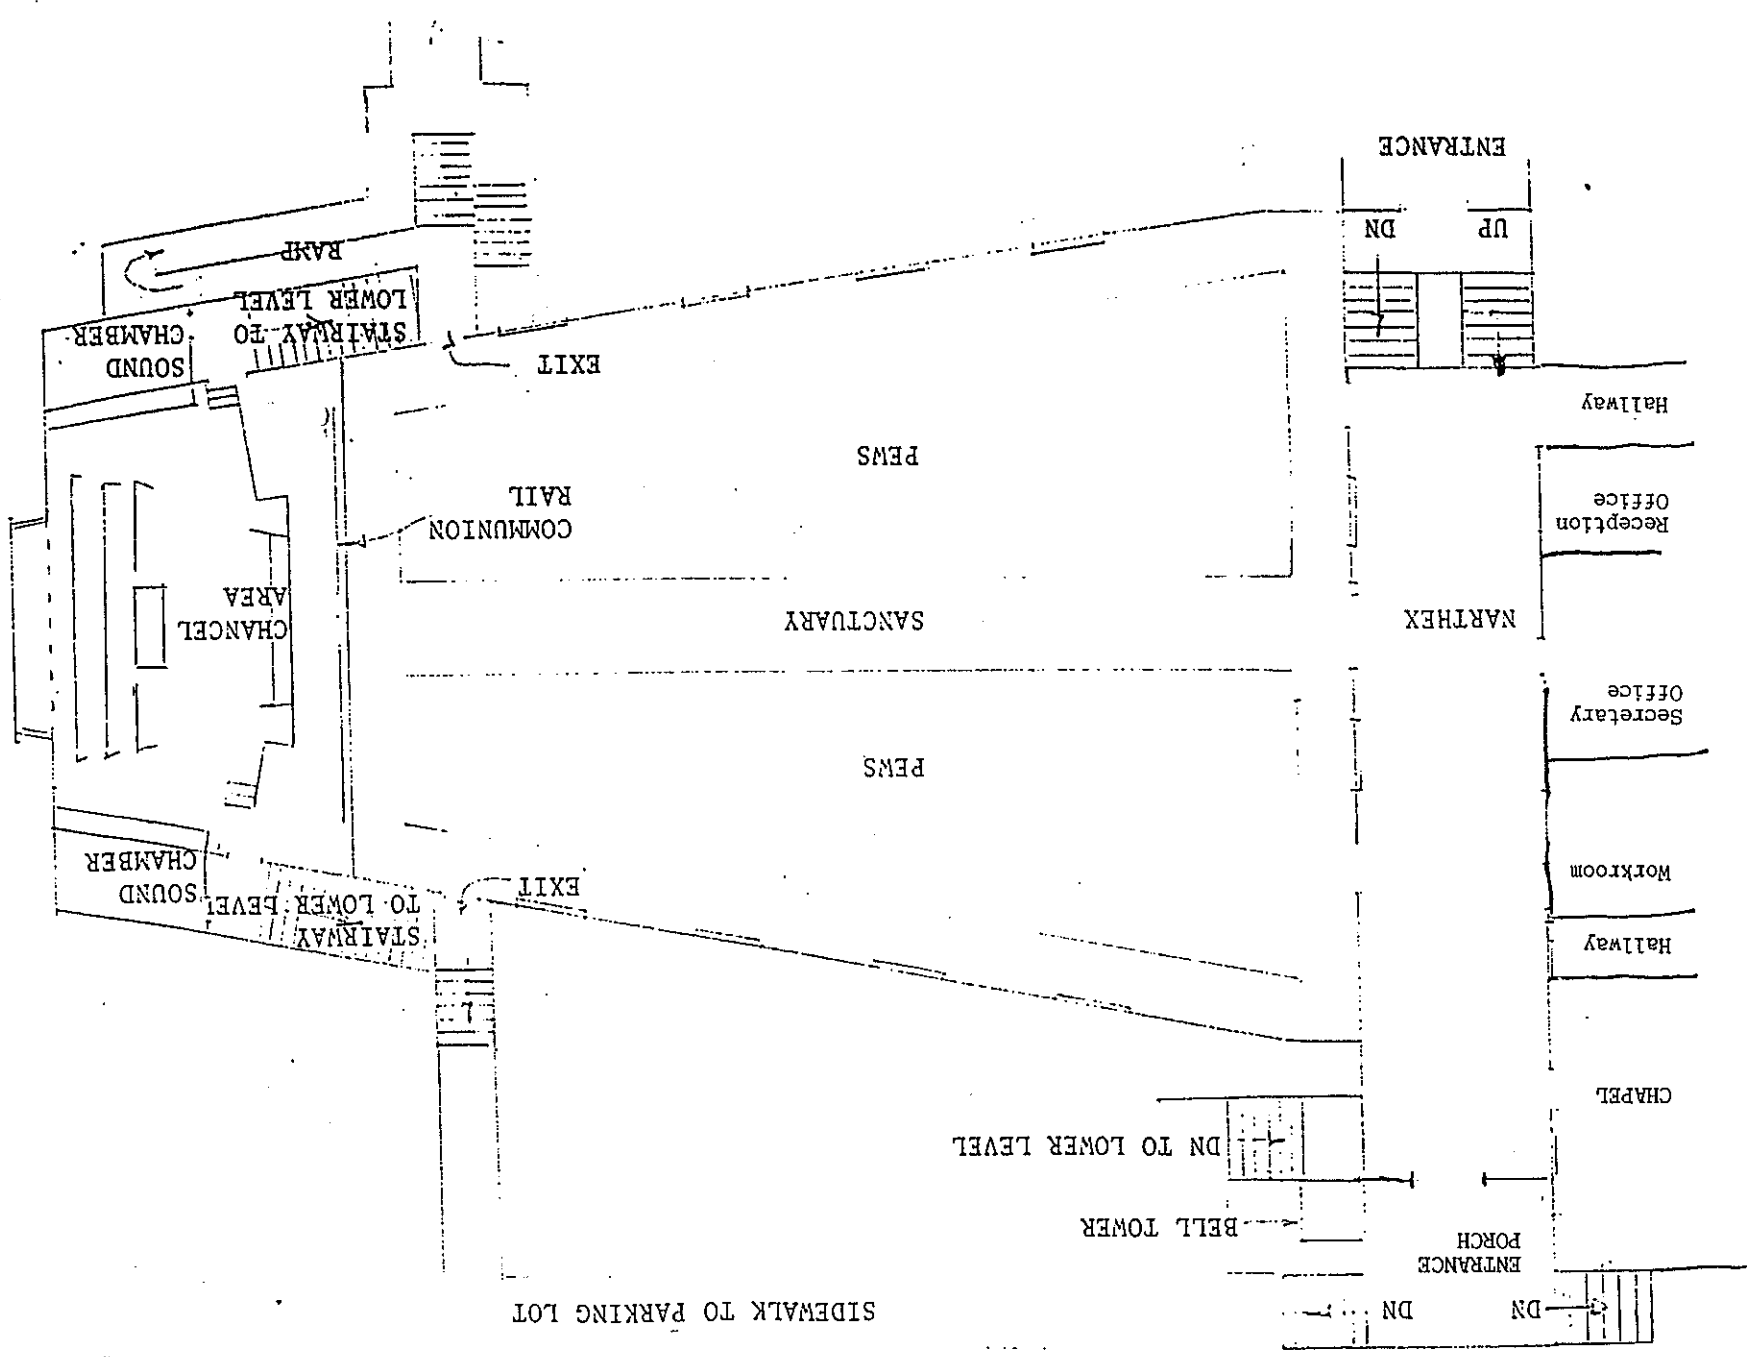 DN
DN
SIDEWALK TO PARKING LOT
ENTRANCE
PORCH
BELL TOWER
DN TO LOWER LEVEL
CHAPEL
Hallway
STAIRWAY
TO LOWER LEVEL
SOUND
CHAMBER
EXIT
Workroom
PEWS
Secretary
Office
NARTHEX
SANCTUARY
CHANCEL
AREA
Reception
Office
COMMUNION
RAIL
PEWS
Hallway
EXIT
SOUND
CHAMBER
STAIRWAY TO
LOWER LEVEL
RAMP
UP
DN
ENTRANCE